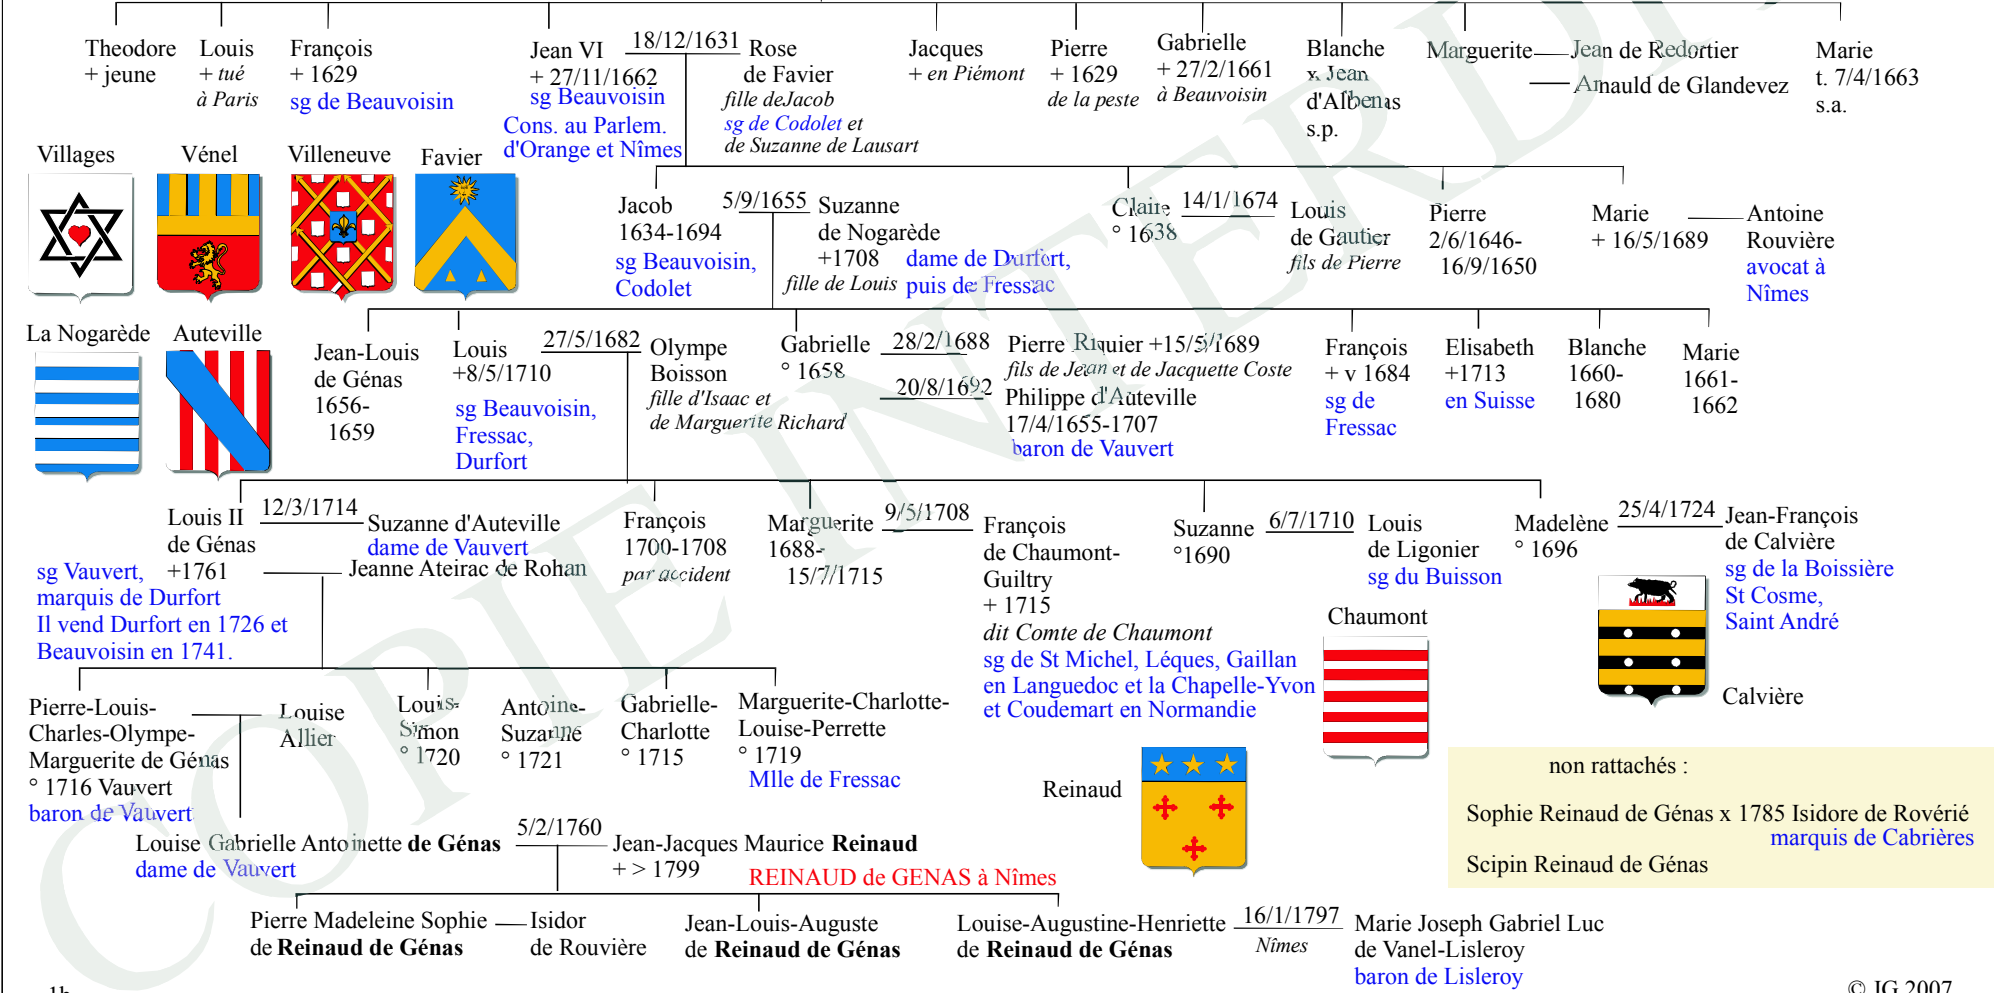 Theodore
+ jeune
Louis
+ tué
à Paris
François
+ 1629
sg de Beauvoisin
Jean VI
+ 27/11/1662
sg Beauvoisin
Cons. au Parlem.
d'Orange et Nîmes
18/12/1631
Rose
de Favier
fille deJacob
sg de Codolet et
de Suzanne de Lausart
Jacques
+ en Piémont
Pierre
+ 1629
de la peste
Gabrielle
+ 27/2/1661
à Beauvoisin
Blanche
x Jean
d'Albenas
s.p.
Marguerite
Jean de Redortier
Arnauld de Glandevez
Marie
t. 7/4/1663
s.a.
Villages
Vénel
Villeneuve
Favier
Jacob
1634-1694
sg Beauvoisin,
Codolet
5/9/1655
Suzanne
de Nogarède
+1708
fille de Louis
dame de Durfort,
puis de Fressac
Claire
° 1638
14/1/1674
Louis
de Gautier
fils de Pierre
Pierre
2/6/1646-
16/9/1650
Marie
+ 16/5/1689
Antoine
Rouvière
avocat à
Nîmes
La Nogarède
Auteville
Jean-Louis
de Génas
1656-
1659
Louis
+8/5/1710
sg Beauvoisin,
Fressac,
Durfort
27/5/1682
Olympe
Boisson
fille d'Isaac et
de Marguerite Richard
Gabrielle
° 1658
28/2/1688
Pierre Riquier +15/5/1689
fils de Jean et de Jacquette Coste
20/8/1692
Philippe d'Auteville
17/4/1655-1707
baron de Vauvert
François
+ v 1684
sg de
Fressac
Elisabeth
+1713
en Suisse
Blanche
1660-
1680
Marie
1661-
1662
Louis II
de Génas
+1761
sg Vauvert,
marquis de Durfort
Il vend Durfort en 1726 et
Beauvoisin en 1741.
12/3/1714
Suzanne d'Auteville
dame de Vauvert
Jeanne Ateirac de Rohan
François
1700-1708
par accident
Marguerite
1688-
15/7/1715
9/5/1708
François
de Chaumont-
Guiltry
+ 1715
dit Comte de Chaumont
sg de St Michel, Léques, Gaillan
en Languedoc et la Chapelle-Yvon
et Coudemart en Normandie
Suzanne
°1690
6/7/1710
Louis
de Ligonier
sg du Buisson
Madelène
° 1696
25/4/1724
Jean-François
de Calvière
sg de la Boissière
St Cosme,
Saint André
Chaumont
Calvière
Pierre-Louis-
Charles-Olympe-
Marguerite de Génas
° 1716 Vauvert
baron de Vauvert
Louise
Allier
Louis-
Simon
° 1720
Antoine-
Suzanne
° 1721
Gabrielle-
Charlotte
° 1715
Marguerite-Charlotte-
Louise-Perrette
° 1719
Mlle de Fressac
Reinaud
non rattachés :
Sophie Reinaud de Génas x 1785 Isidore de Rovérié
marquis de Cabrières
Scipin Reinaud de Génas
Louise Gabrielle Antoinette de Génas
dame de Vauvert
5/2/1760
Jean-Jacques Maurice Reinaud
+ > 1799
REINAUD de GENAS à Nîmes
Pierre Madeleine Sophie
de Reinaud de Génas
Isidor
de Rouvière
Jean-Louis-Auguste
de Reinaud de Génas
Louise-Augustine-Henriette
de Reinaud de Génas
16/1/1797
Nîmes
Marie Joseph Gabriel Luc
de Vanel-Lisleroy
baron de Lisleroy
1b
© JG 2007
COPIE INTERDI